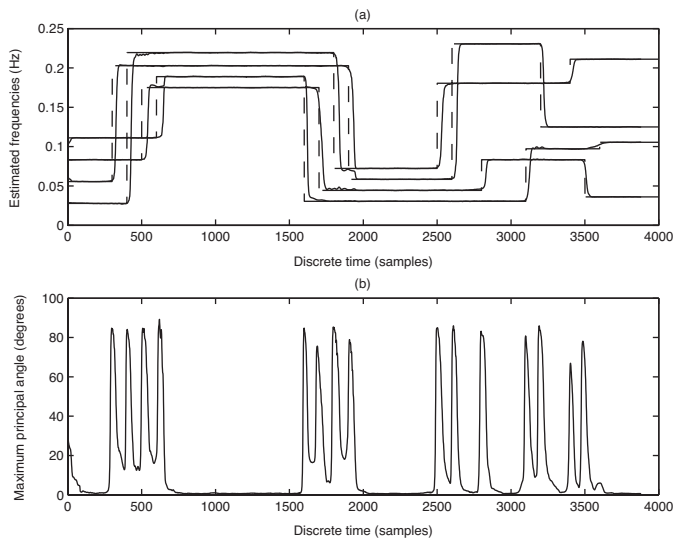 (a)
0.25
0.2
0.15
0.1
0.05
0
Estimated frequencies (Hz)
0 500 1000 1500 2000 2500 3000 3500 4000
Discrete time (samples)
(b)
100
80
60
40
20
0
Maximum principal angle (degrees)
0 500 1000 1500 2000 2500 3000 3500 4000
Discrete time (samples)